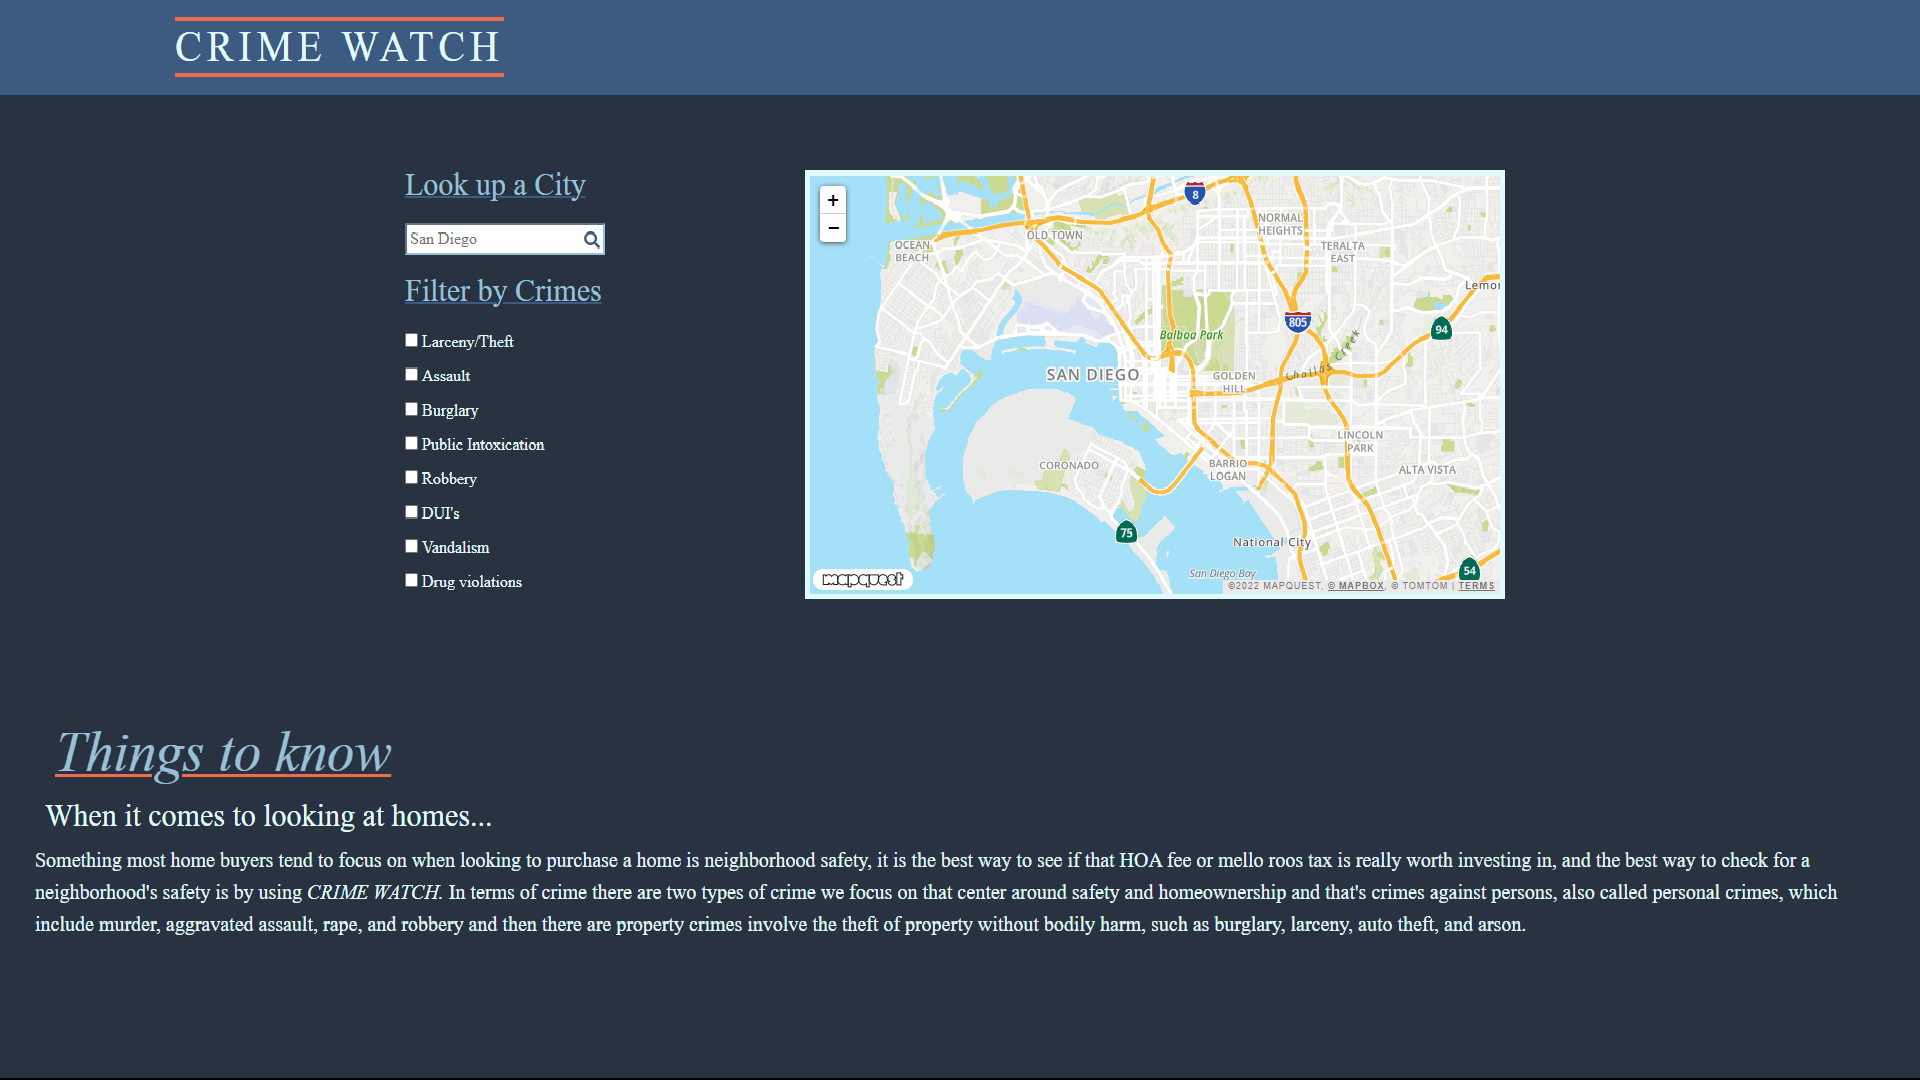 CRIME WATCH
Look up a City
San Diego
Filter by Crimes
Larceny/Theft
Assault
Burglary
Public Intoxication
Robbery
DUI's
Vandalism
Drug violations
+
−
8
NORMAL
HEIGHTS
OLD TOWN
OCEAN
BEACH
TERALTA
EAST
Lemon
805
94
Balboa Park
Chollas Creek
SAN DIEGO
GOLDEN
HILL
LINCOLN
PARK
CORONADO
BARRIO
LOGAN
ALTA VISTA
75
National City
54
San Diego Bay
mapquest
©2022 MAPQUEST, © MAPBOX, © TOMTOM | TERMS
Things to know
When it comes to looking at homes...
Something most home buyers tend to focus on when looking to purchase a home is neighborhood safety, it is the best way to see if that HOA fee or mello roos tax is really worth investing in, and the best way to check for a
neighborhood's safety is by using CRIME WATCH. In terms of crime there are two types of crime we focus on that center around safety and homeownership and that's crimes against persons, also called personal crimes, which
include murder, aggravated assault, rape, and robbery and then there are property crimes involve the theft of property without bodily harm, such as burglary, larceny, auto theft, and arson.